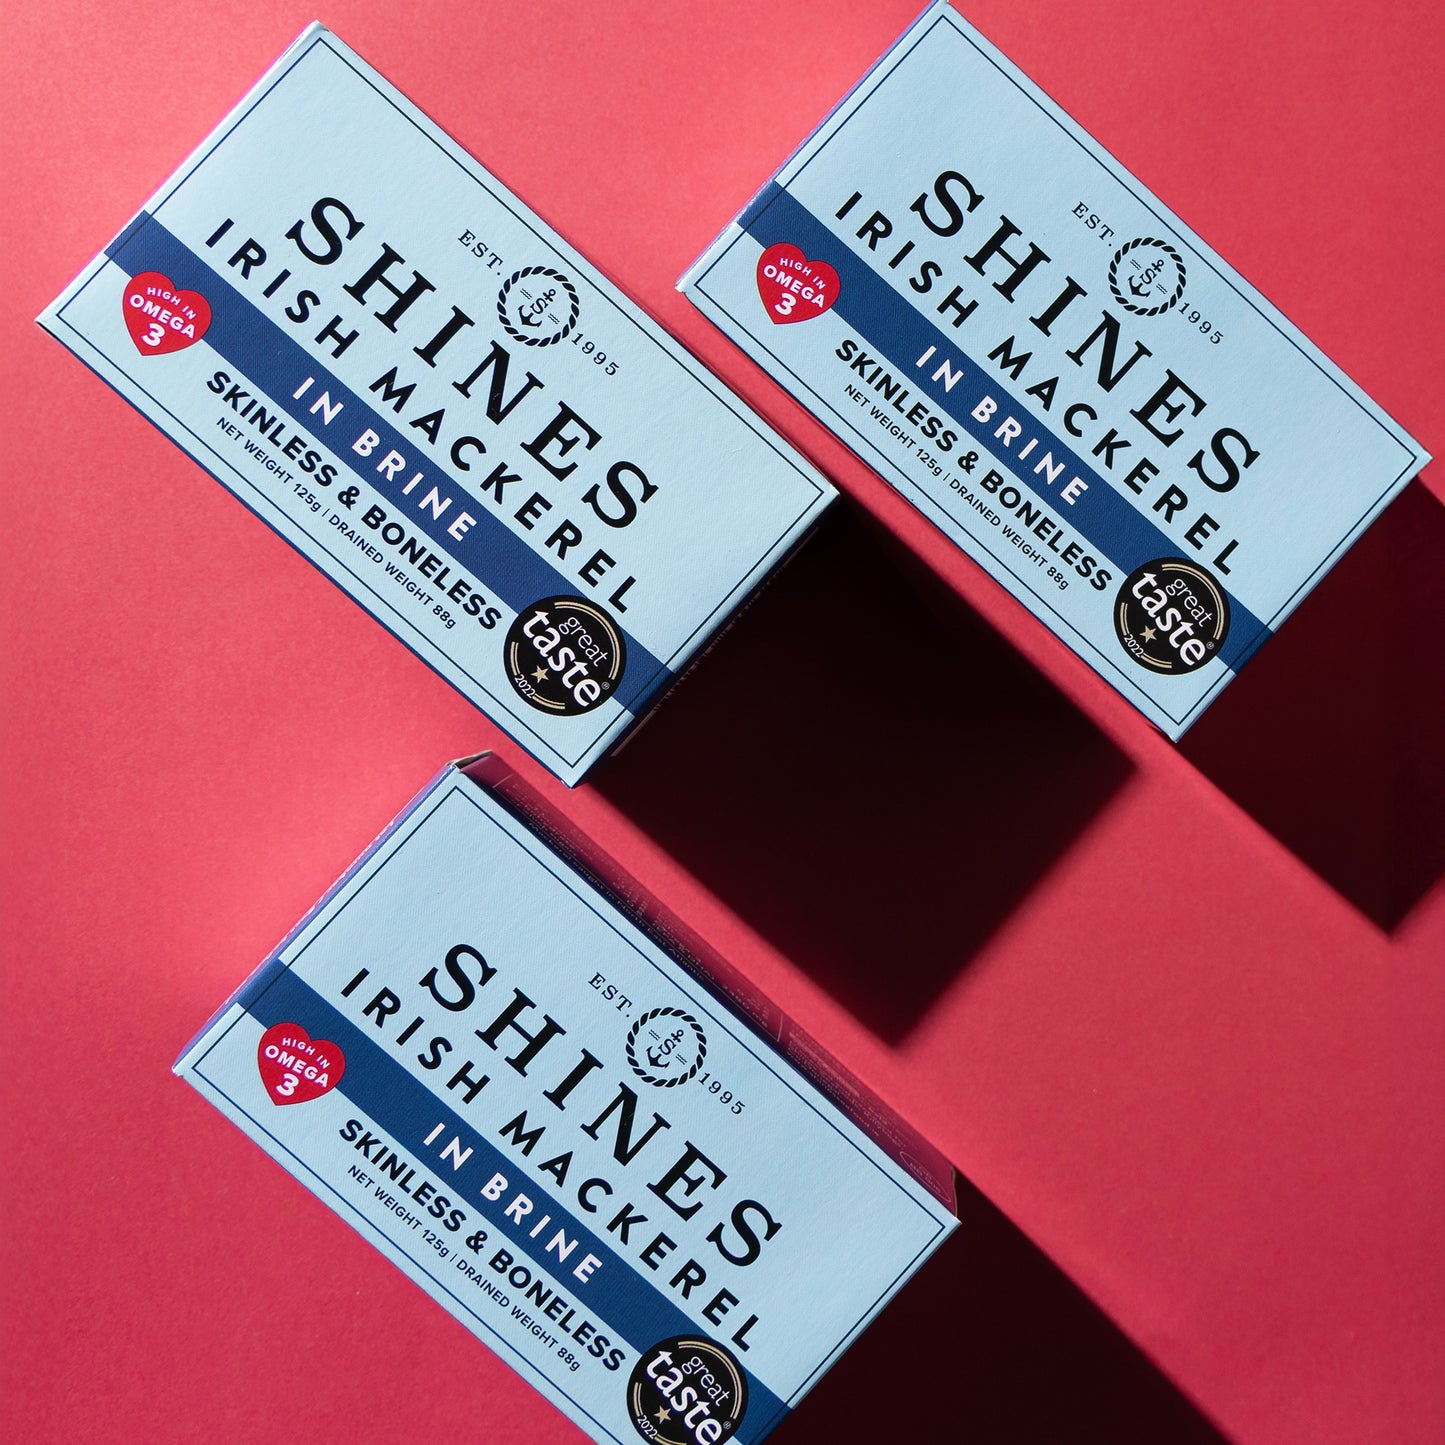 EST. 1995
S
SHINES
IRISH MACKEREL
IN BRINE
HIGH IN
OMEGA
3
SKINLESS & BONELESS
NET WEIGHT 125g | DRAINED WEIGHT 88g
great
taste®
2022
EST. 1995
S
SHINES
IRISH MACKEREL
IN BRINE
HIGH IN
OMEGA
3
SKINLESS & BONELESS
NET WEIGHT 125g | DRAINED WEIGHT 88g
great
taste®
2022
EST. 1995
S
SHINES
IRISH MACKEREL
IN BRINE
HIGH IN
OMEGA
3
SKINLESS & BONELESS
NET WEIGHT 125g | DRAINED WEIGHT 88g
great
taste®
2022